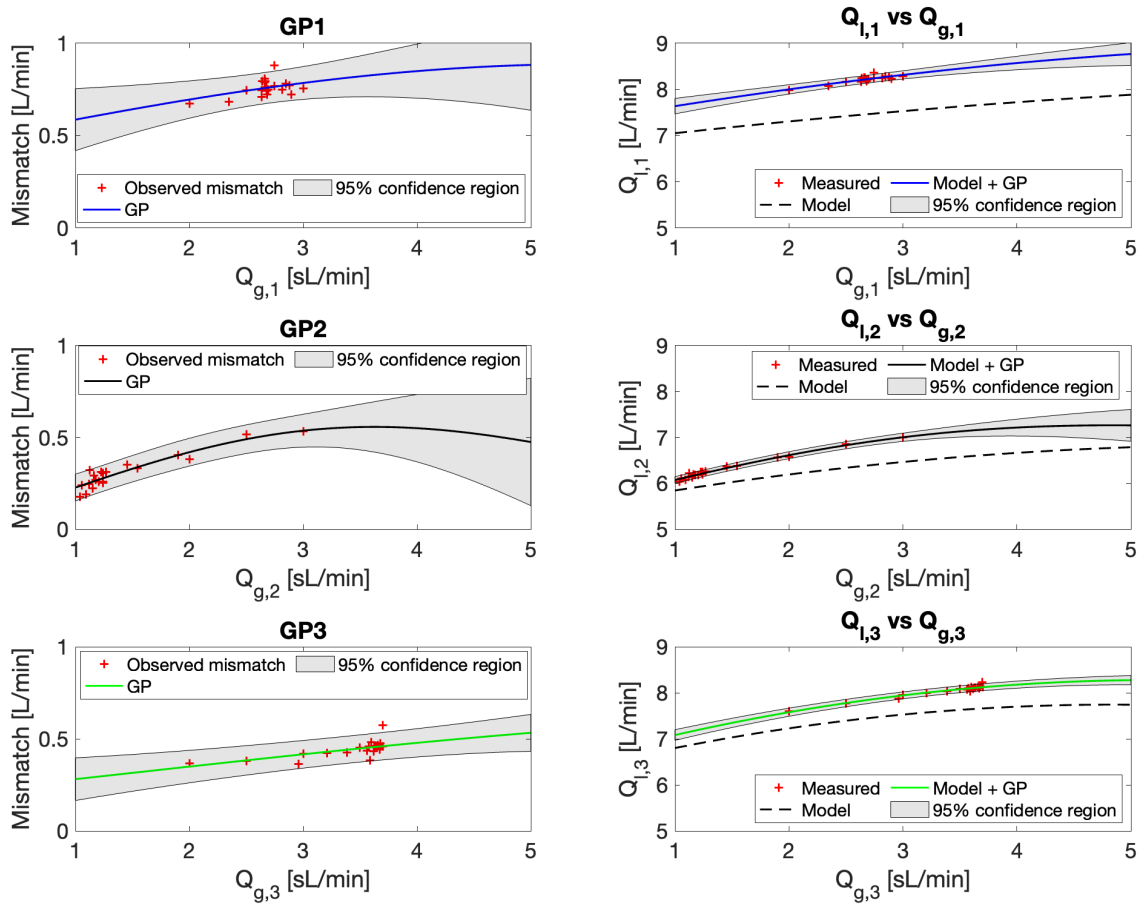 GP1
Mismatch [L/min]
1
0.5
0
Observed mismatch
95% confidence region
GP
1 2 3 4 5
Q_g,1 [sL/min]
Q_l,1 vs Q_g,1
Q_l,1 [L/min]
9
8
7
6
5
Measured
Model + GP
Model
95% confidence region
1 2 3 4 5
Q_g,1 [sL/min]
GP2
Mismatch [L/min]
1
0.5
0
Observed mismatch
95% confidence region
GP
1 2 3 4 5
Q_g,2 [sL/min]
Q_l,2 vs Q_g,2
Q_l,2 [L/min]
9
8
7
6
5
Measured
Model + GP
Model
95% confidence region
1 2 3 4 5
Q_g,2 [sL/min]
GP3
Mismatch [L/min]
1
0.5
0
Observed mismatch
95% confidence region
GP
1 2 3 4 5
Q_g,3 [sL/min]
Q_l,3 vs Q_g,3
Q_l,3 [L/min]
9
8
7
6
5
Measured
Model + GP
Model
95% confidence region
1 2 3 4 5
Q_g,3 [sL/min]